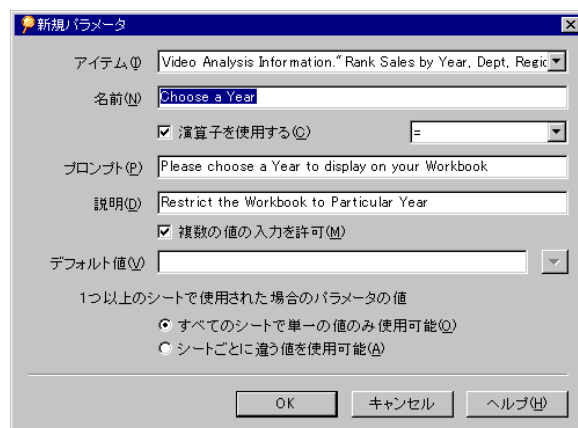 新規パラメータ
アイテム(I) Video Analysis Information."Rank Sales by Year, Dept, Regic
名前(N) Choose a Year
演算子を使用する(C) =
プロンプト(P) Please choose a Year to display on your Workbook
説明(D) Restrict the Workbook to Particular Year
複数の値の入力を許可(M)
デフォルト値(V)
1つ以上のシートで使用された場合のパラメータの値
すべてのシートで単一の値のみ使用可能(O)
シートごとに違う値を使用可能(A)
OK キャンセル ヘルプ(H)